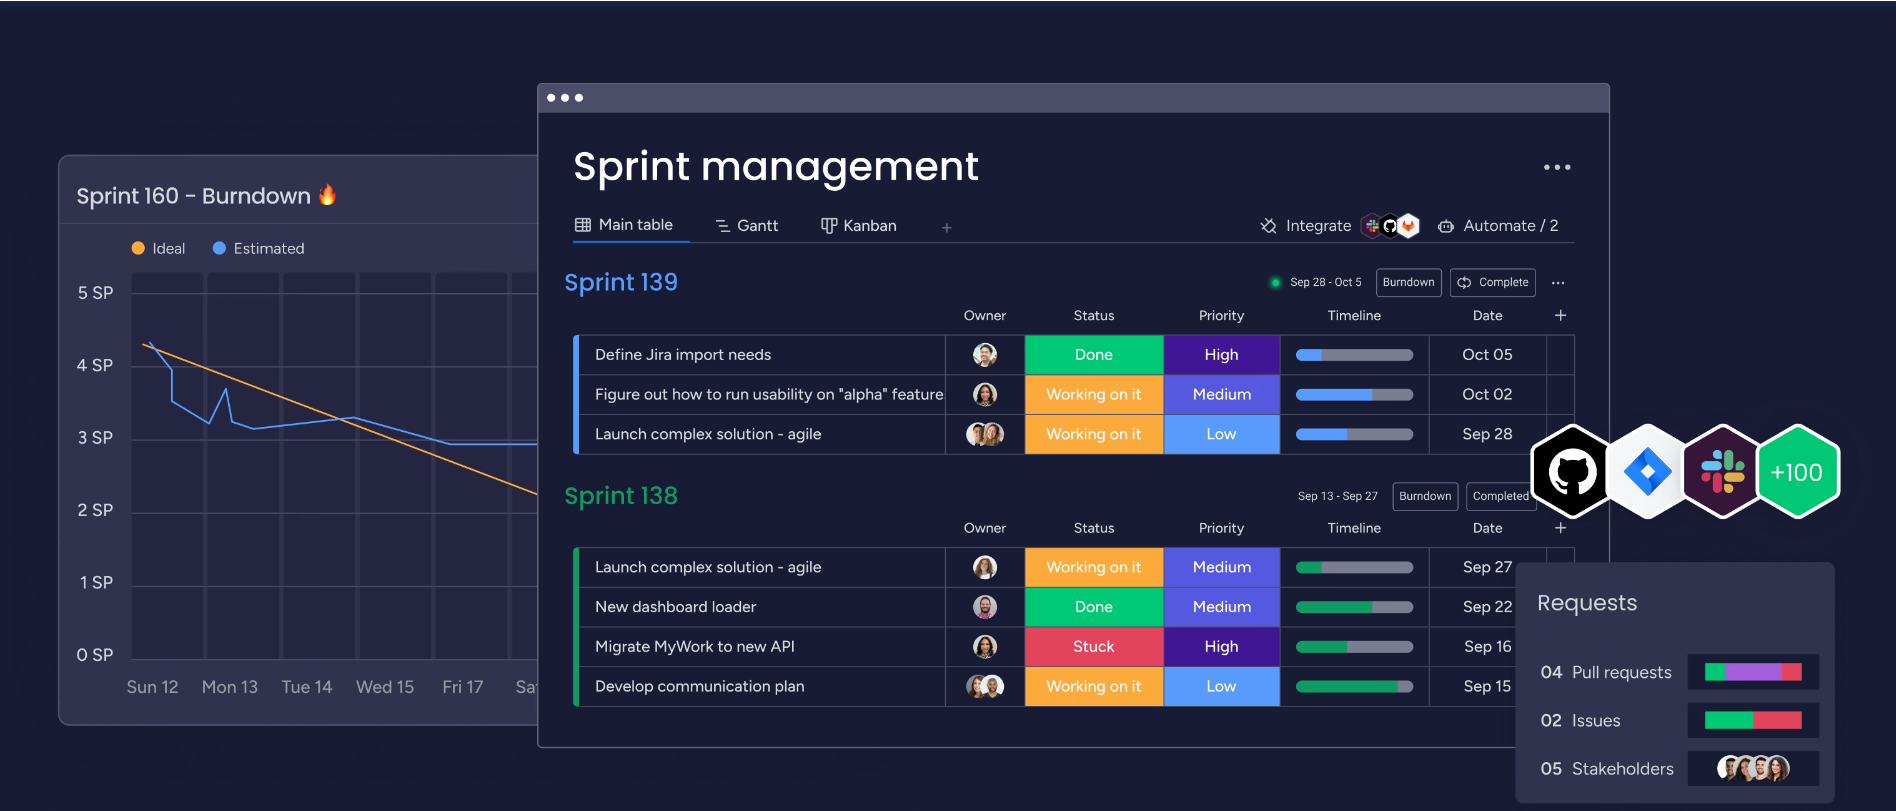 Sprint 160 - Burndown
Ideal Estimated
5 SP
4 SP
3 SP
2 SP
1 SP
0 SP
Sun 12 Mon 13 Tue 14 Wed 15 Fri 17 Sat
Sprint management
Main table Gantt Kanban + Integrate Automate / 2
Sprint 139 Sep 28 - Oct 5 Burndown Complete
Owner Status Priority Timeline Date +
Define Jira import needs Done High Oct 05
Figure out how to run usability on "alpha" feature Working on it Medium Oct 02
Launch complex solution - agile Working on it Low Sep 28
Sprint 138 Sep 13 - Sep 27 Burndown Completed
Owner Status Priority Timeline Date +
Launch complex solution - agile Working on it Medium Sep 27
New dashboard loader Done Medium Sep 22
Migrate MyWork to new API Stuck High Sep 16
Develop communication plan Working on it Low Sep 15
+100
Requests
04 Pull requests
02 Issues
05 Stakeholders